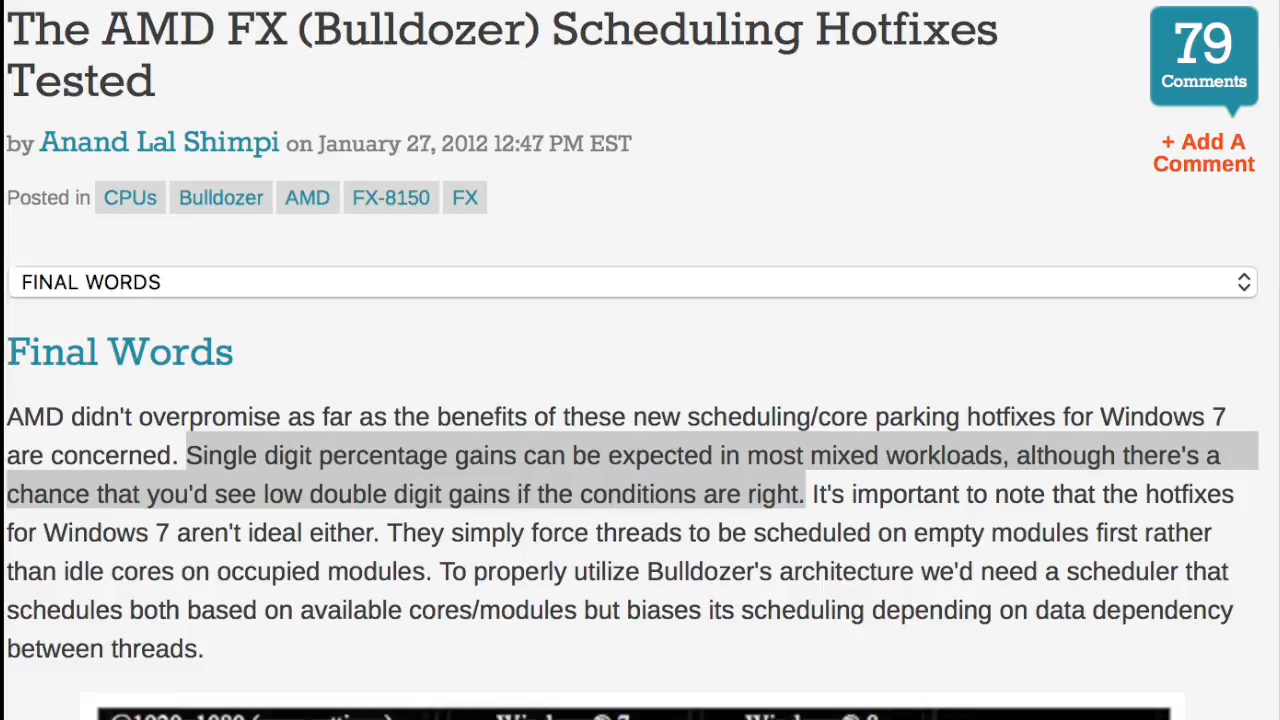 The AMD FX (Bulldozer) Scheduling Hotfixes
Tested
79
Comments
+ Add A
Comment
by Anand Lal Shimpi on January 27, 2012 12:47 PM EST
Posted in CPUs Bulldozer AMD FX-8150 FX
FINAL WORDS
Final Words
AMD didn't overpromise as far as the benefits of these new scheduling/core parking hotfixes for Windows 7
are concerned. Single digit percentage gains can be expected in most mixed workloads, although there's a
chance that you'd see low double digit gains if the conditions are right. It's important to note that the hotfixes
for Windows 7 aren't ideal either. They simply force threads to be scheduled on empty modules first rather
than idle cores on occupied modules. To properly utilize Bulldozer's architecture we'd need a scheduler that
schedules both based on available cores/modules but biases its scheduling depending on data dependency
between threads.